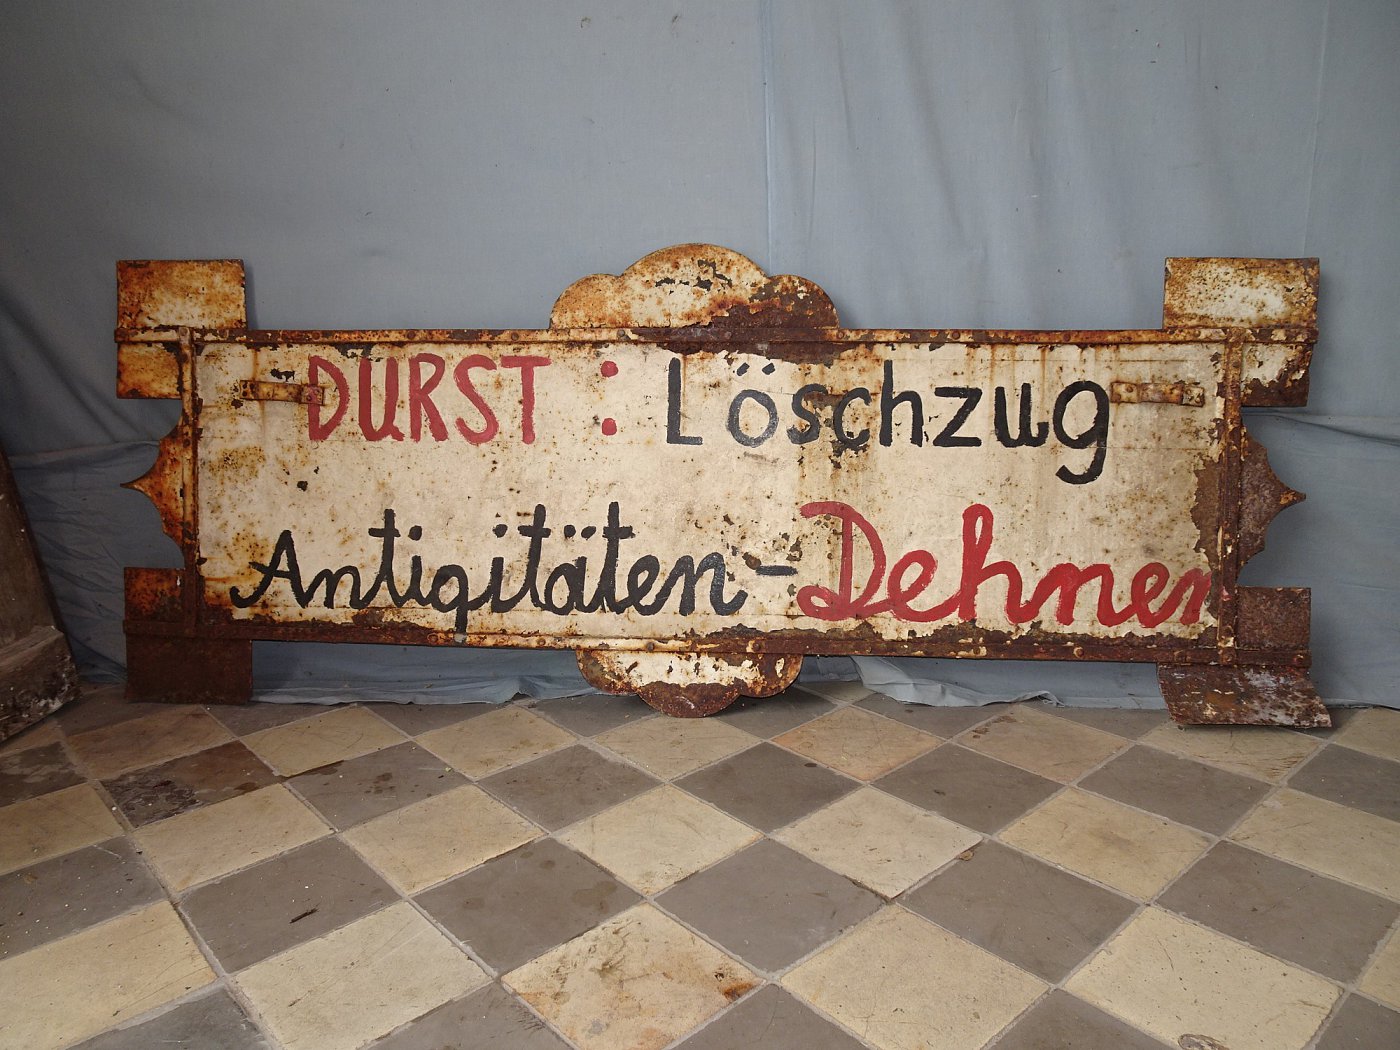 DURST : Löschzug
Antiqitäten - Dehner